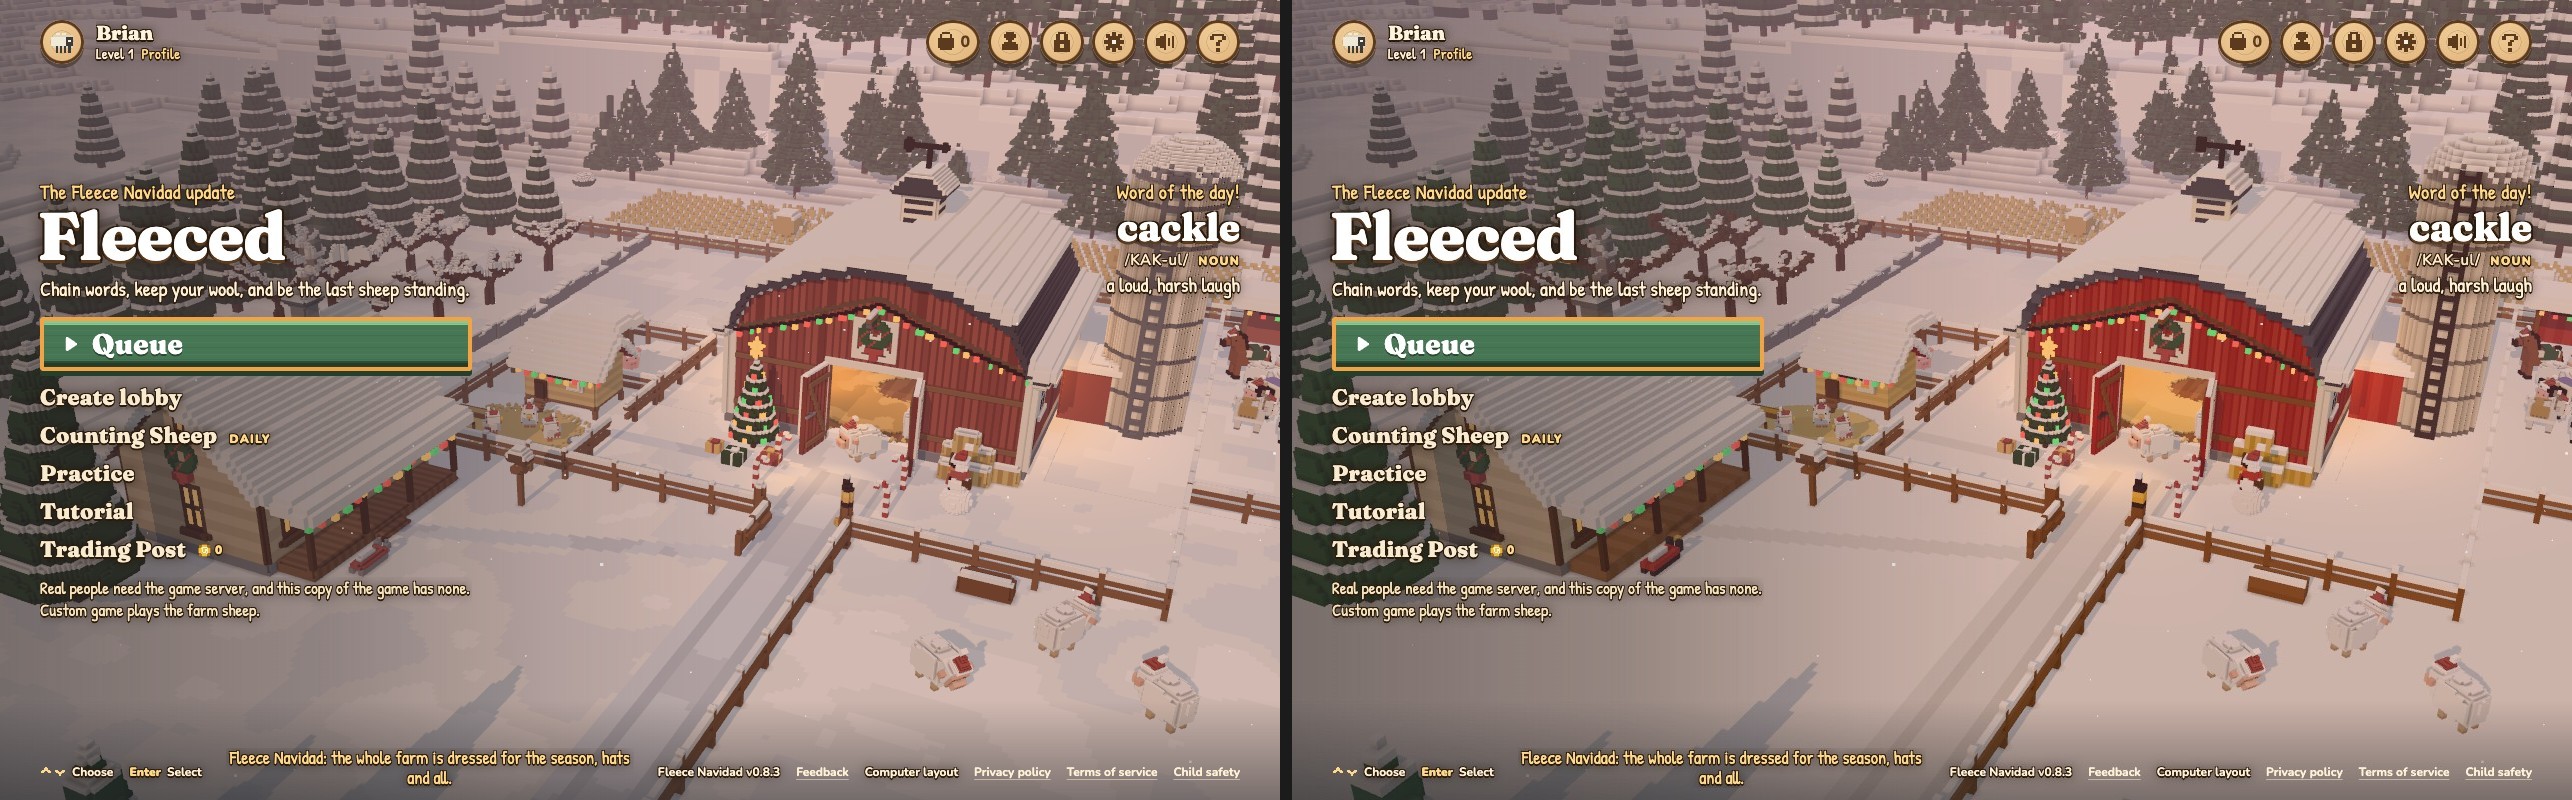 Brian
Level 1 Profile
0
The Fleece Navidad update
Fleeced
Chain words, keep your wool, and be the last sheep standing.
Queue
Create lobby
Counting Sheep DAILY
Practice
Tutorial
Trading Post 0
Real people need the game server, and this copy of the game has none.
Custom game plays the farm sheep.
Word of the day!
cackle
/KAK-ul/ NOUN
a loud, harsh laugh
Choose Enter Select
Fleece Navidad: the whole farm is dressed for the season, hats
and all.
Fleece Navidad v0.8.3 Feedback Computer layout Privacy policy Terms of service Child safety
Brian
Level 1 Profile
0
The Fleece Navidad update
Fleeced
Chain words, keep your wool, and be the last sheep standing.
Queue
Create lobby
Counting Sheep DAILY
Practice
Tutorial
Trading Post 0
Real people need the game server, and this copy of the game has none.
Custom game plays the farm sheep.
Word of the day!
cackle
/KAK-ul/ NOUN
a loud, harsh laugh
Choose Enter Select
Fleece Navidad: the whole farm is dressed for the season, hats
and all.
Fleece Navidad v0.8.3 Feedback Computer layout Privacy policy Terms of service Child safety